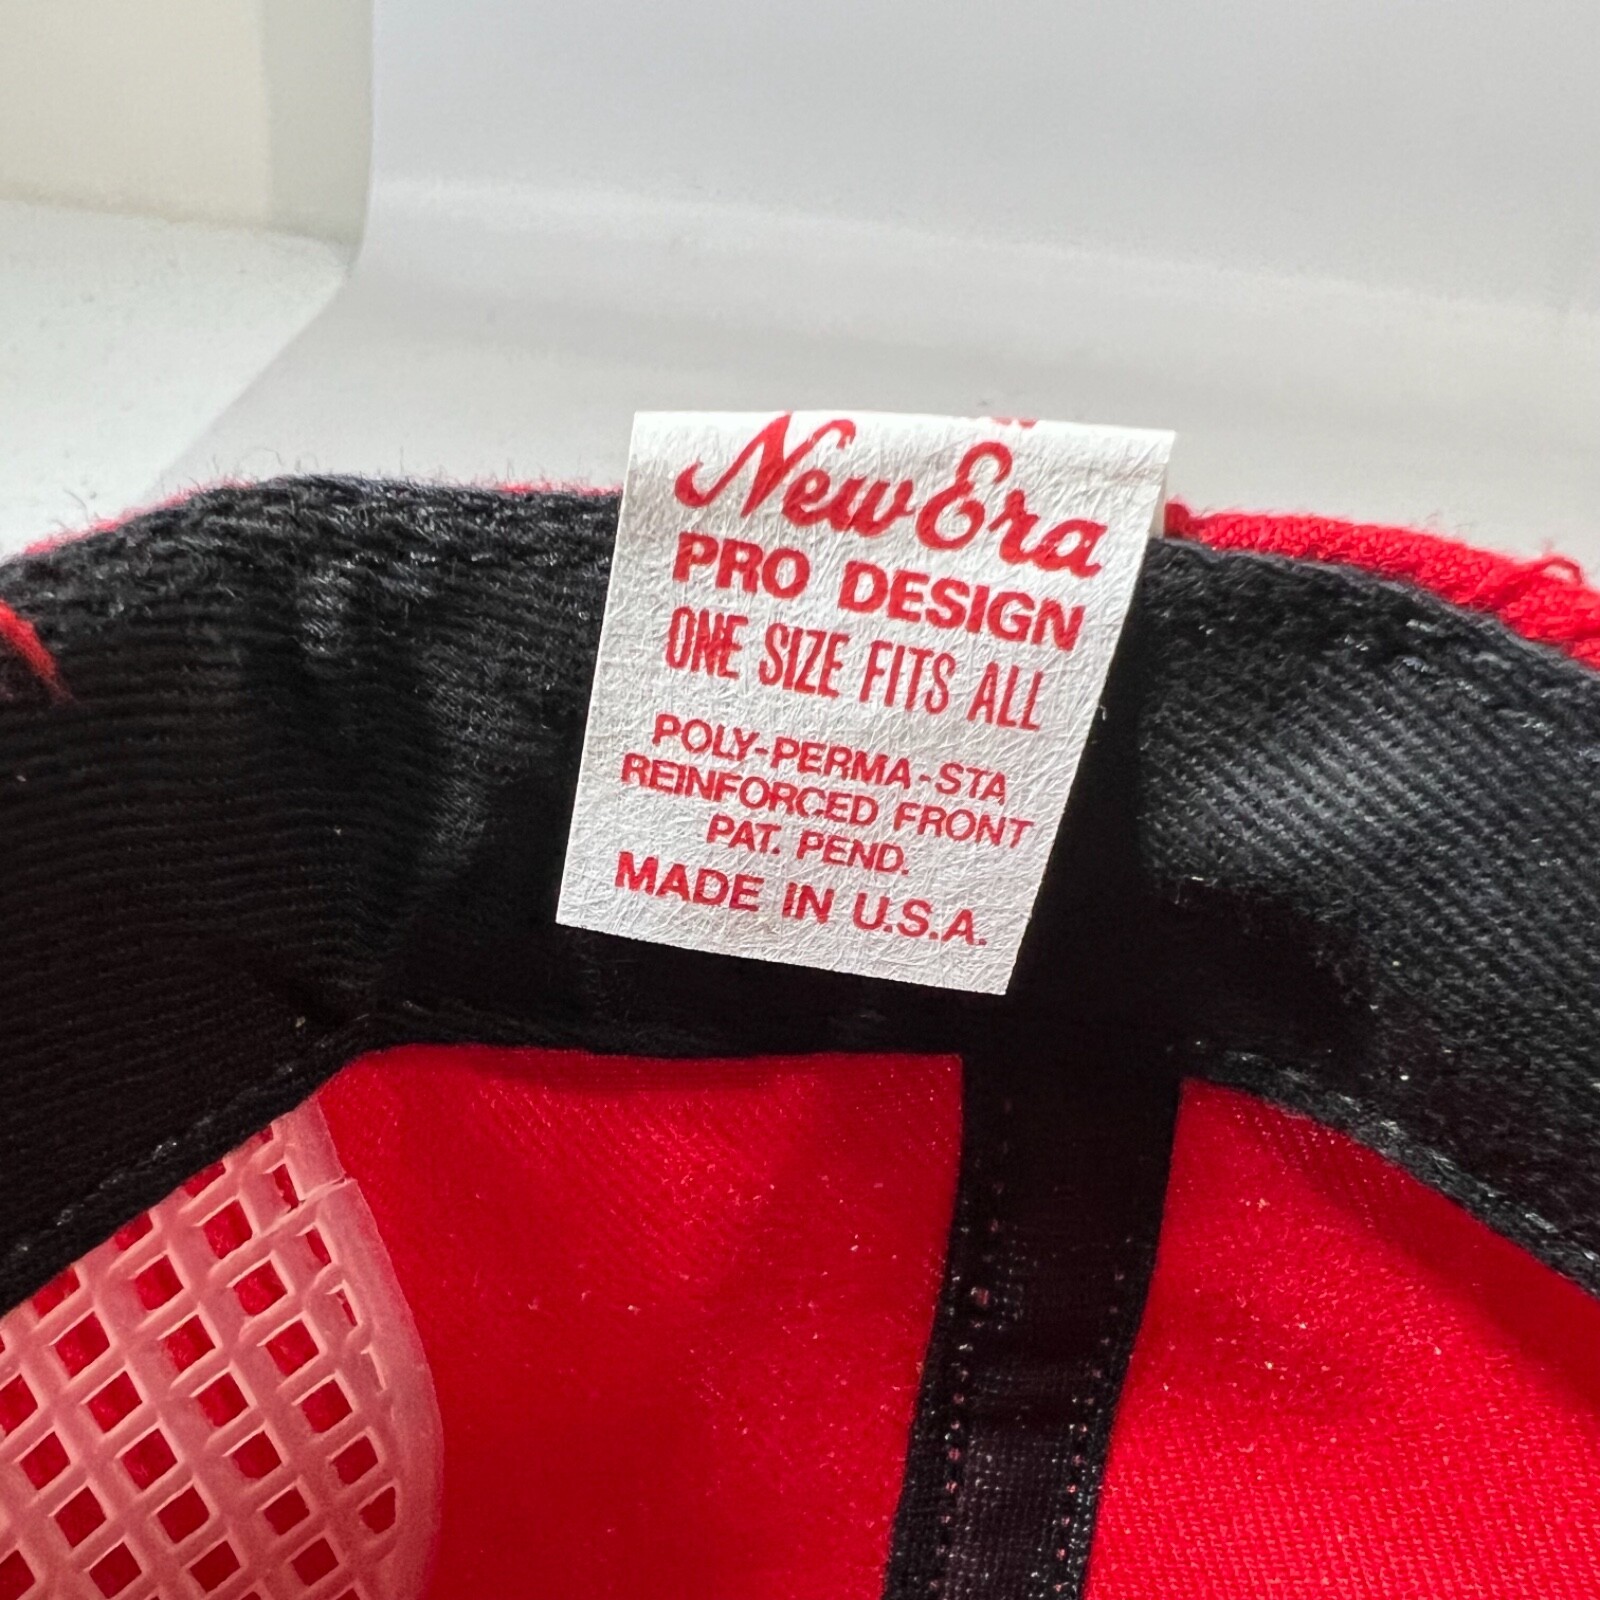 New Era
PRO DESIGN
ONE SIZE FITS ALL
POLY-PERMA-STA
REINFORCED FRONT
PAT. PEND.
MADE IN U.S.A.